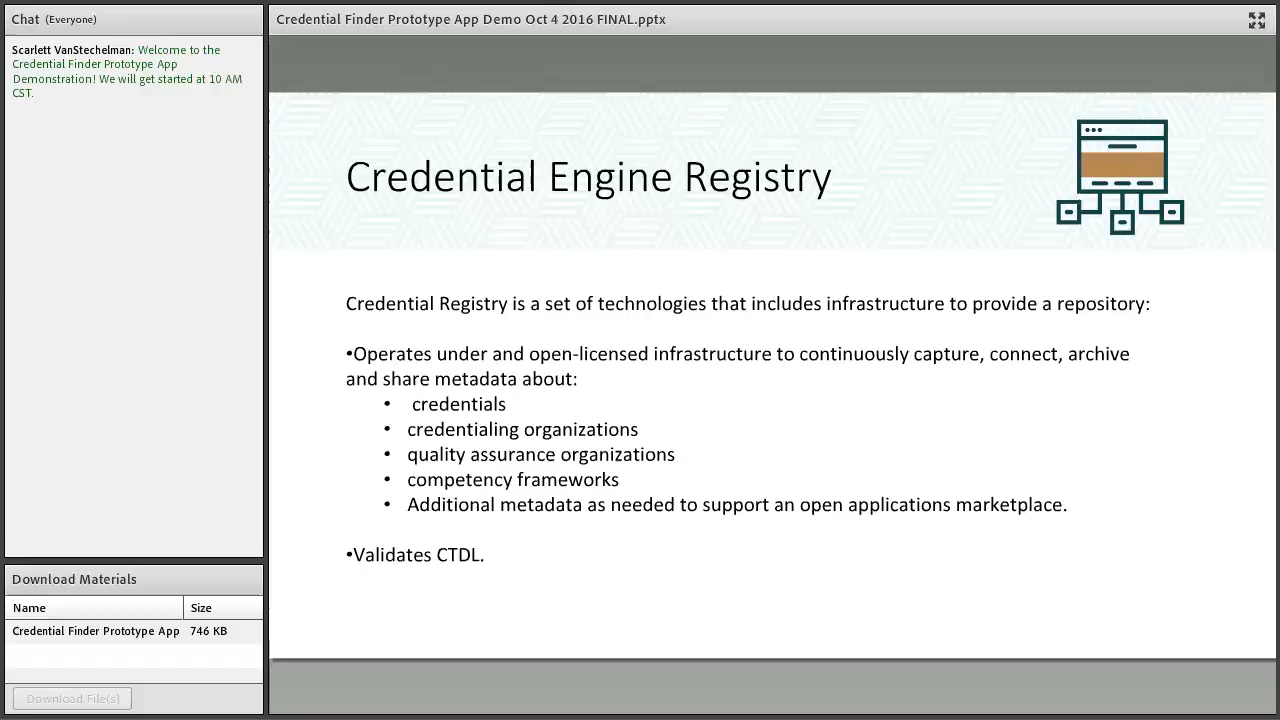 Chat (Everyone)
Scarlett VanStechelman: Welcome to the
Credential Finder Prototype App
Demonstration! We will get started at 10 AM
CST.
Download Materials
Name Size
Credential Finder Prototype App 746 KB
Download File(s)
Credential Finder Prototype App Demo Oct 4 2016 FINAL.pptx
Credential Engine Registry
Credential Registry is a set of technologies that includes infrastructure to provide a repository:
•Operates under and open-licensed infrastructure to continuously capture, connect, archive
and share metadata about:
• credentials
• credentialing organizations
• quality assurance organizations
• competency frameworks
• Additional metadata as needed to support an open applications marketplace.
•Validates CTDL.